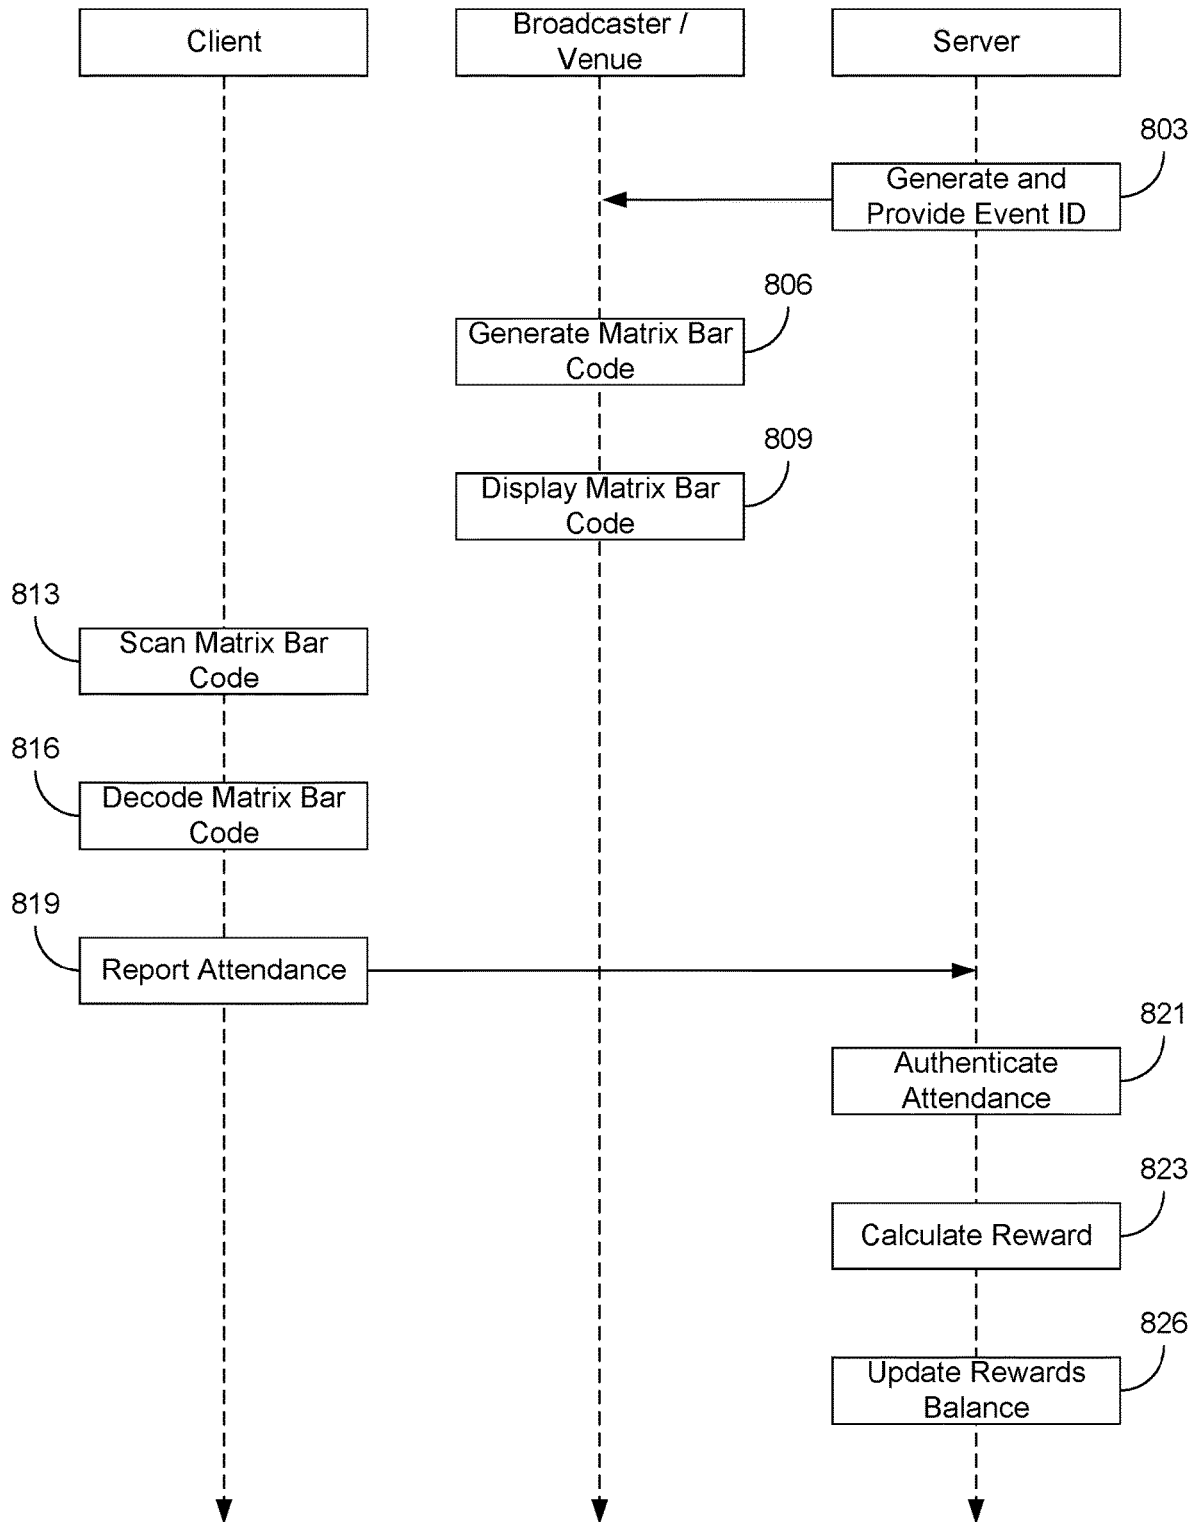 Client
Broadcaster /
Venue
Server
803
Generate and
Provide Event ID
806
Generate Matrix Bar
Code
809
Display Matrix Bar
Code
813
Scan Matrix Bar
Code
816
Decode Matrix Bar
Code
819
Report Attendance
821
Authenticate
Attendance
823
Calculate Reward
826
Update Rewards
Balance